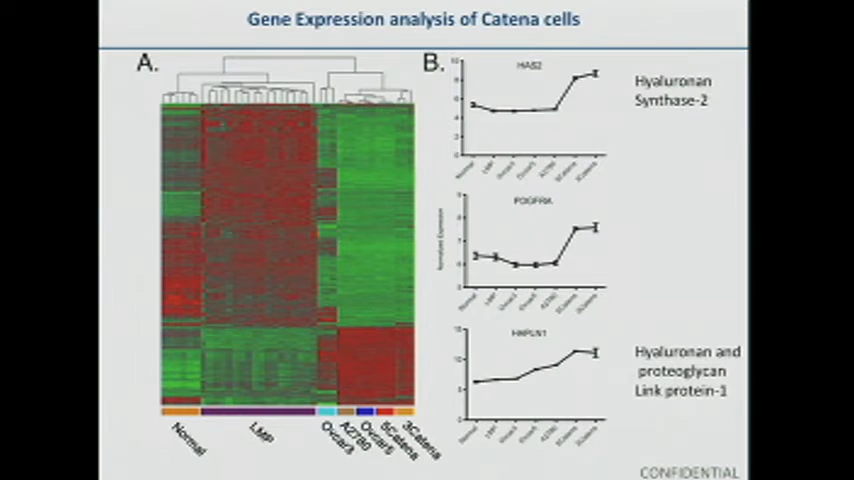 Gene Expression analysis of Catena cells
A.
B.
HAS2
Hyaluronan
Synthase-2
PDGFRA
Normalized Expression
HAPLN1
Hyaluronan and
proteoglycan
Link protein-1
Normal
LMP
Ovcar3
A2780
Ovcar5
5Catena
3Catena
CONFIDENTIAL